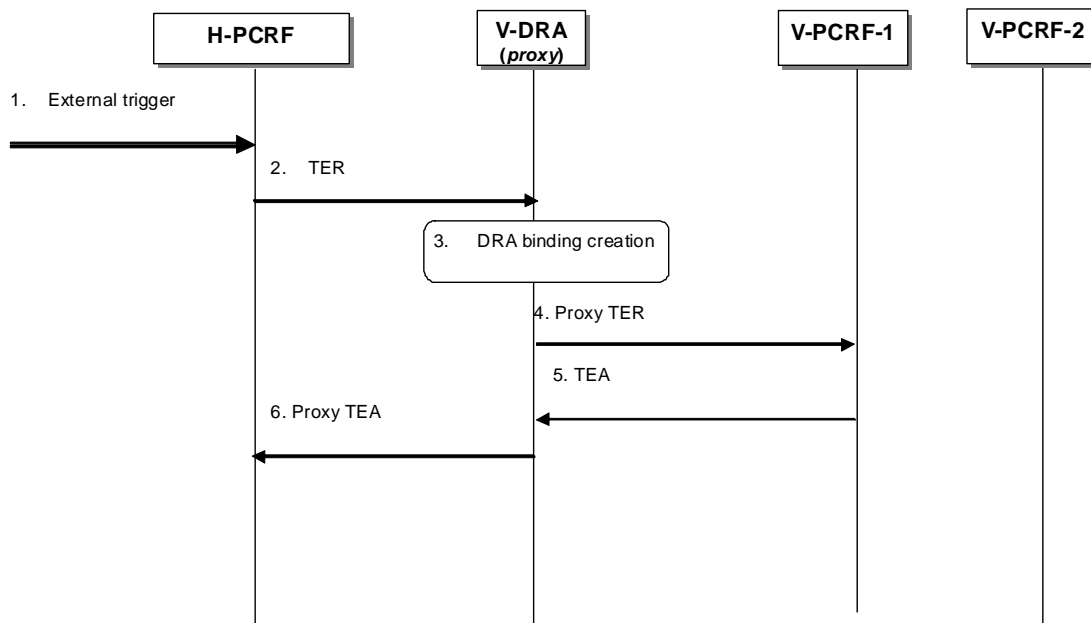 H-PCRF
V-DRA
(proxy)
V-PCRF-1
V-PCRF-2
1. External trigger
2. TER
3. DRA binding creation
4. Proxy TER
5. TEA
6. Proxy TEA